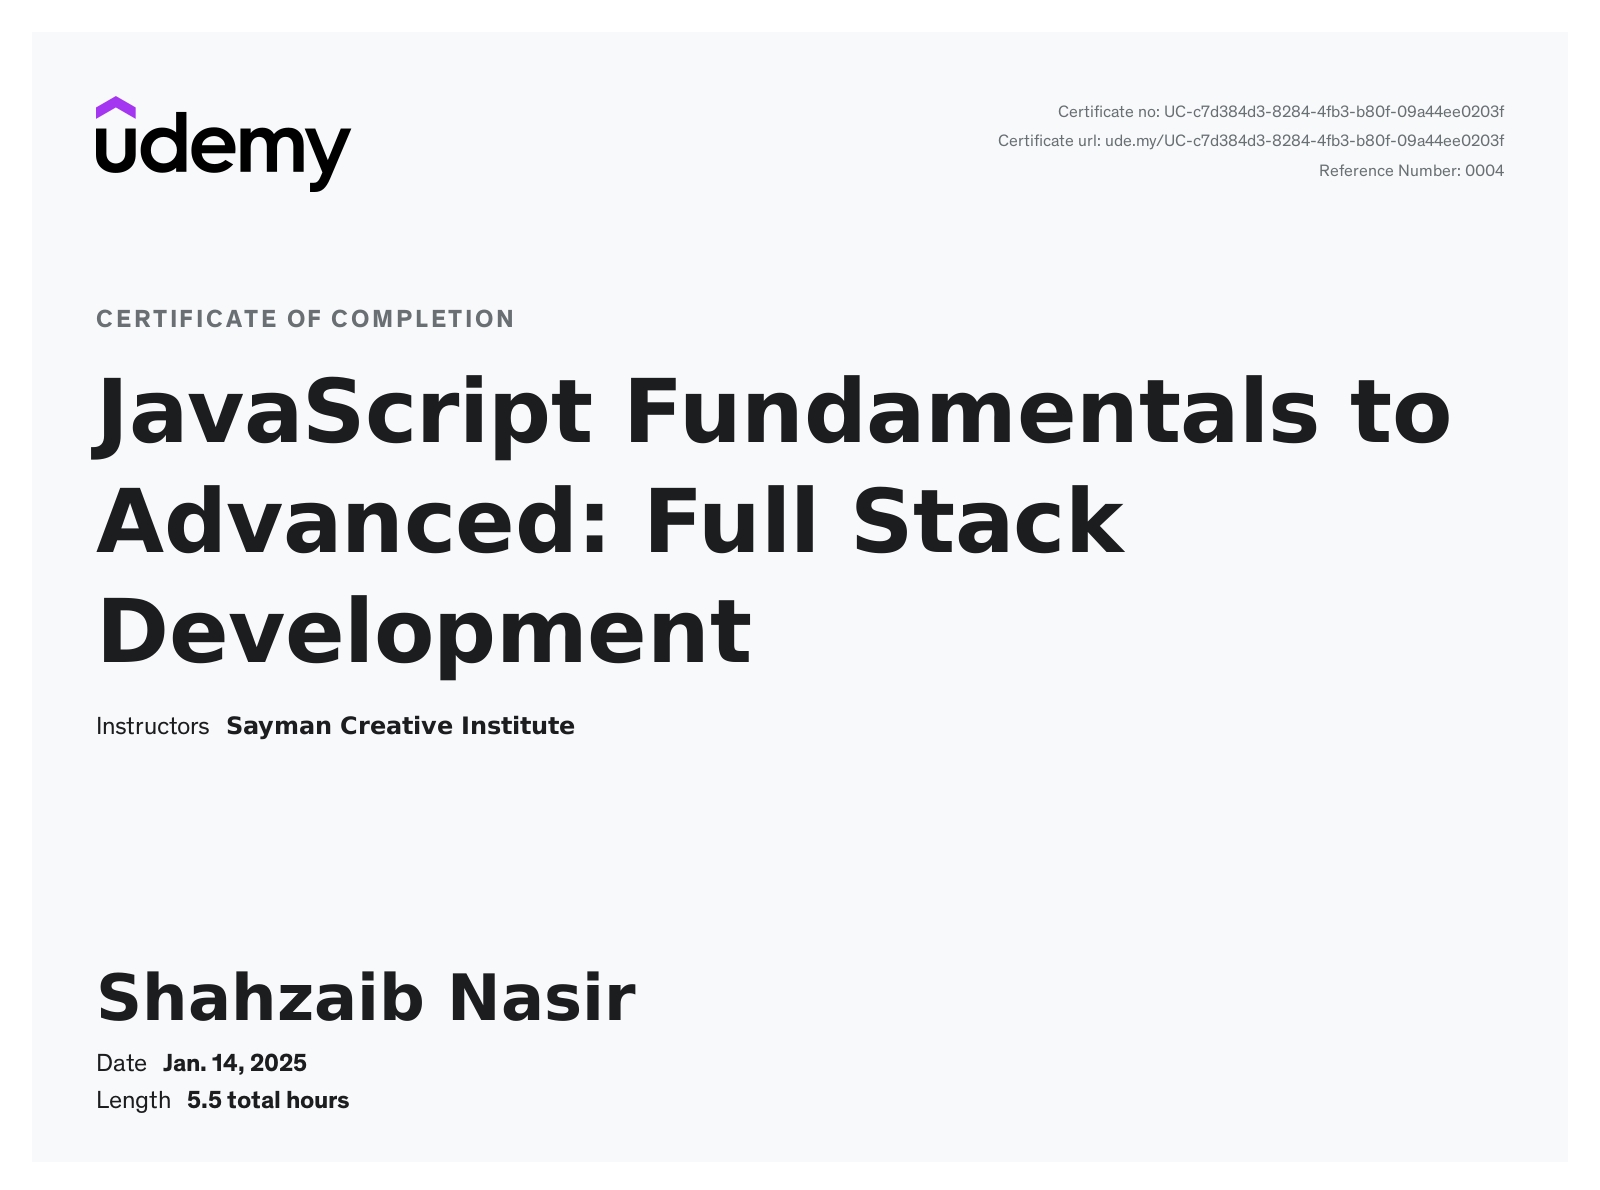 udemy
Certificate no: UC-c7d384d3-8284-4fb3-b80f-09a44ee0203f
Certificate url: ude.my/UC-c7d384d3-8284-4fb3-b80f-09a44ee0203f
Reference Number: 0004
CERTIFICATE OF COMPLETION
JavaScript Fundamentals to
Advanced: Full Stack
Development
Instructors Sayman Creative Institute
Shahzaib Nasir
Date Jan. 14, 2025
Length 5.5 total hours